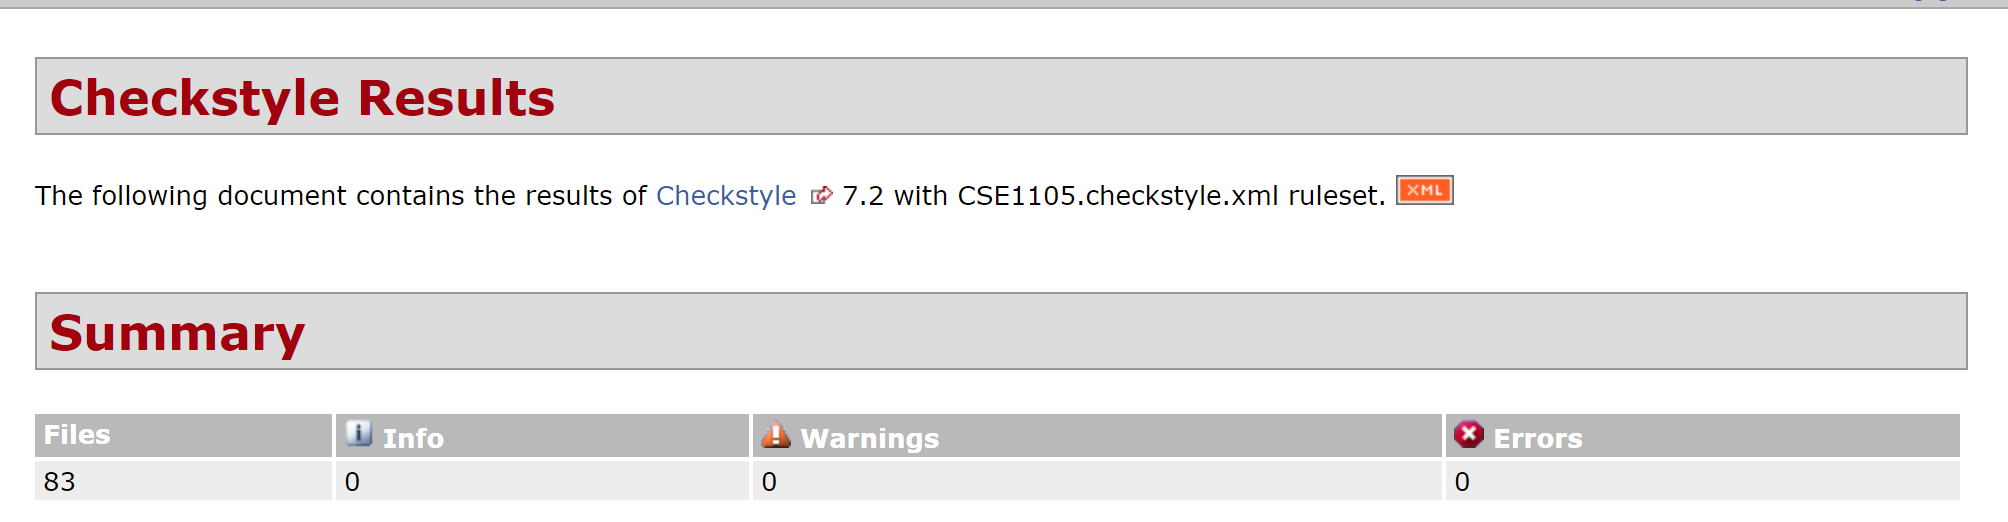 Checkstyle Results
The following document contains the results of Checkstyle 7.2 with CSE1105.checkstyle.xml ruleset. XML
Summary
Files Info Warnings Errors
83 0 0 0